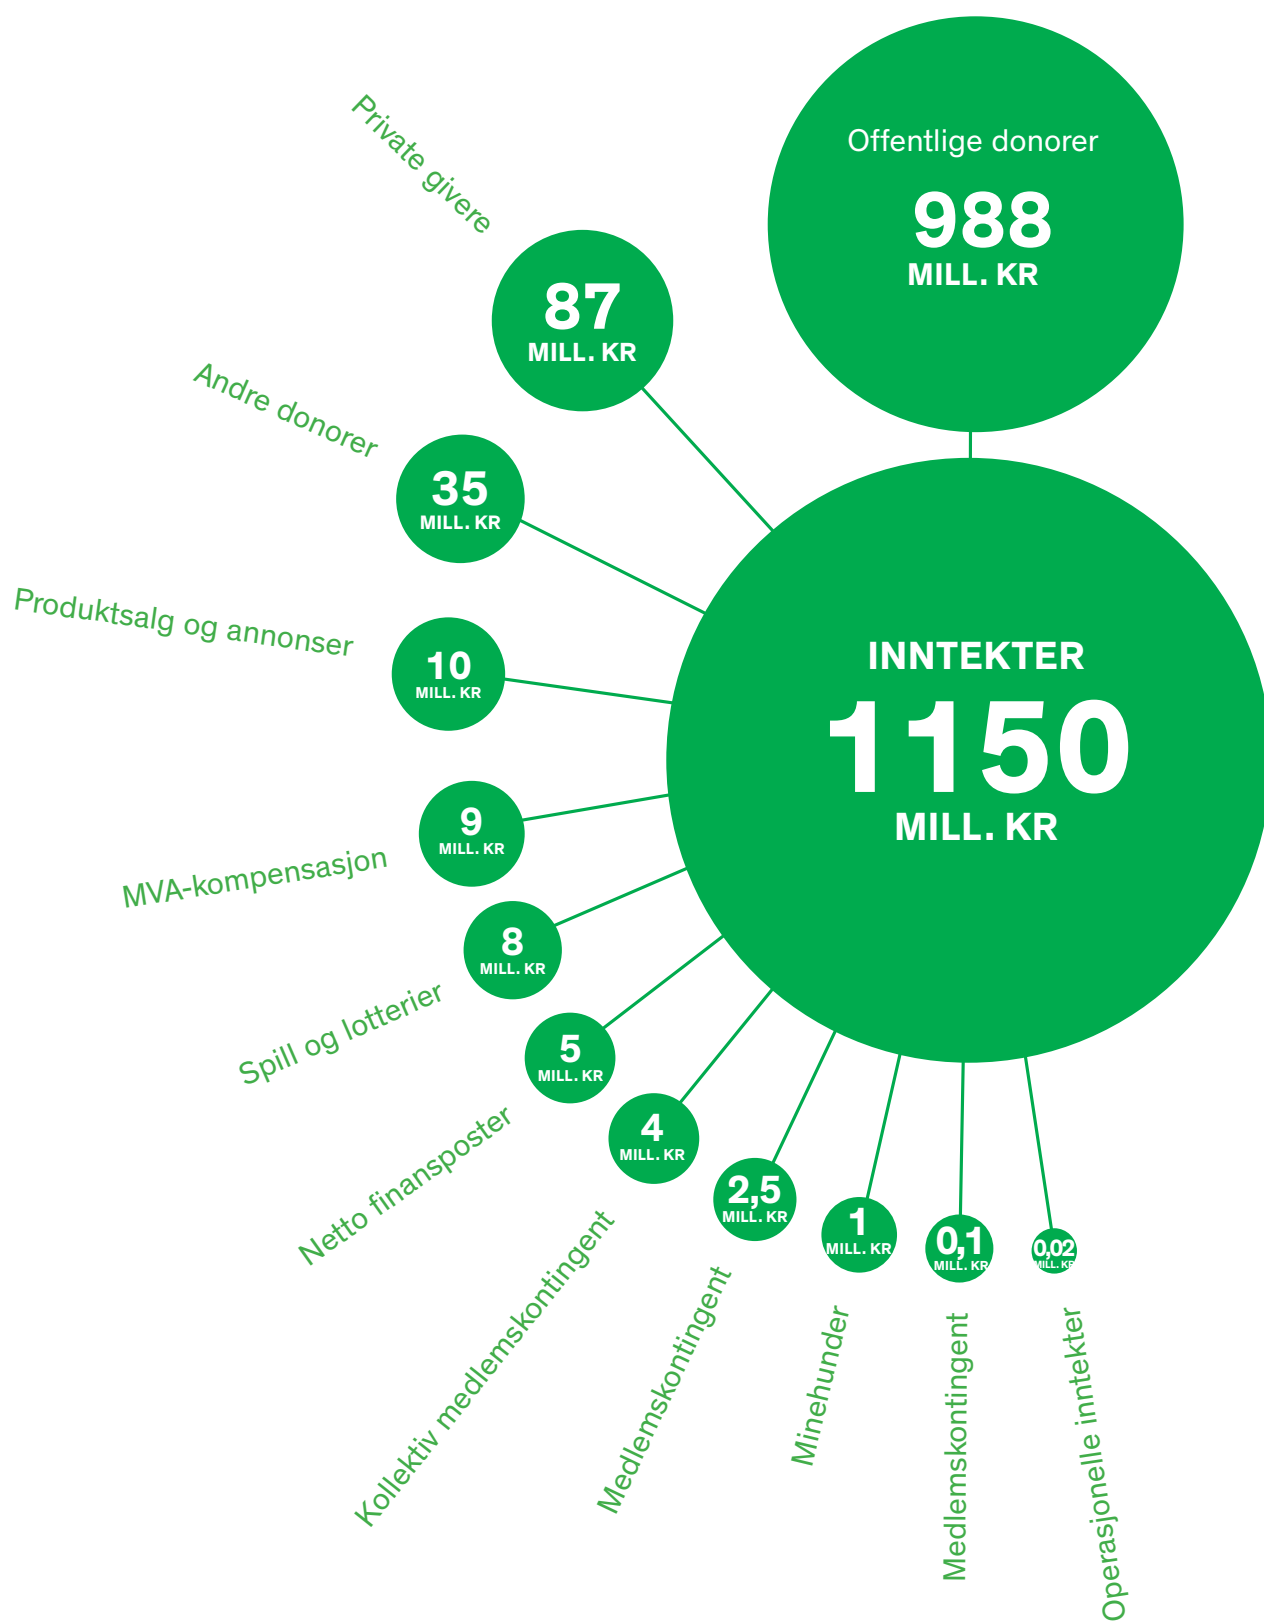 Offentlige donorer
988
MILL. KR
Private givere
87
MILL. KR
Andre donorer
35
MILL. KR
Produktsalg og annonser
10
MILL. KR
INNTEKTER
1150
MILL. KR
9
MILL. KR
MVA-kompensasjon
8
MILL. KR
Spill og lotterier
5
MILL. KR
Netto finansposter
4
MILL. KR
Kollektiv medlemskontingent
2,5
MILL. KR
Medlemskontingent
1
MILL. KR
Minehunder
0,1
MILL. KR
Medlemskontingent
0,02
MILL. KR
Operasjonelle inntekter